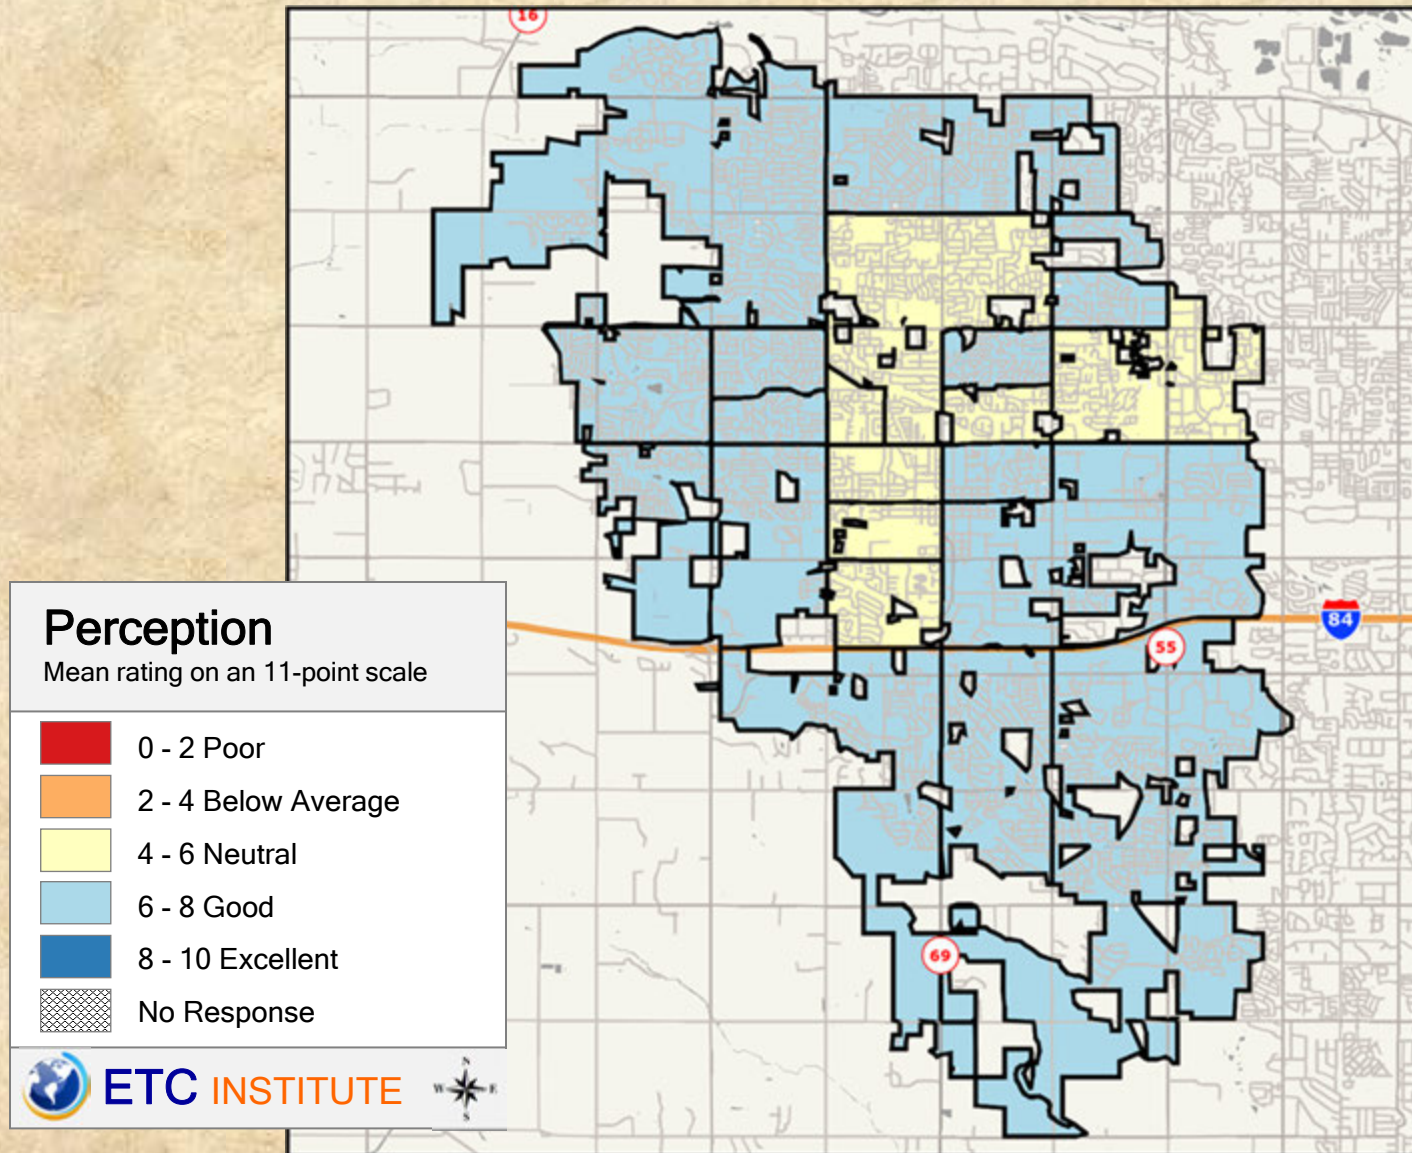 16
84
55
69
Perception
Mean rating on an 11-point scale
0 - 2 Poor
2 - 4 Below Average
4 - 6 Neutral
6 - 8 Good
8 - 10 Excellent
No Response
ETC INSTITUTE
N
W E
S